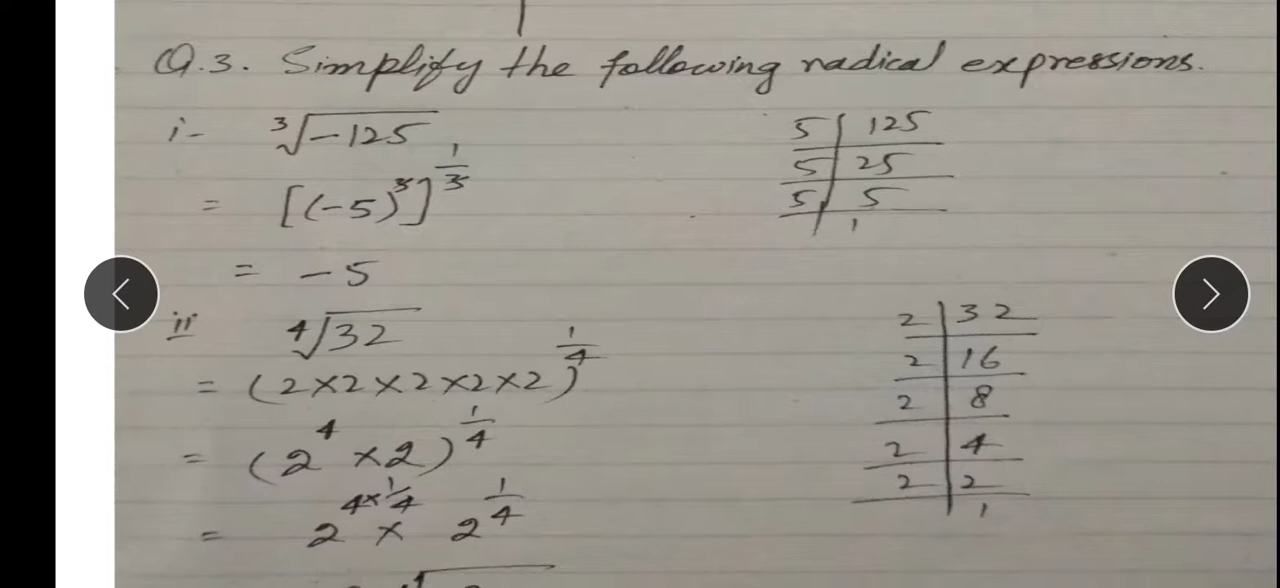 Q.3. Simplify the following radical expressions.
i- ∛-125
= [(-5)³]^1/3
= -5
5 | 125
5 | 25
5 | 5
1
ii ∜32
= (2×2×2×2×2)^1/4
= (2⁴ ×2)^1/4
= 2^4×1/4 × 2^1/4
2 | 32
2 | 16
2 | 8
2 | 4
2 | 2
1